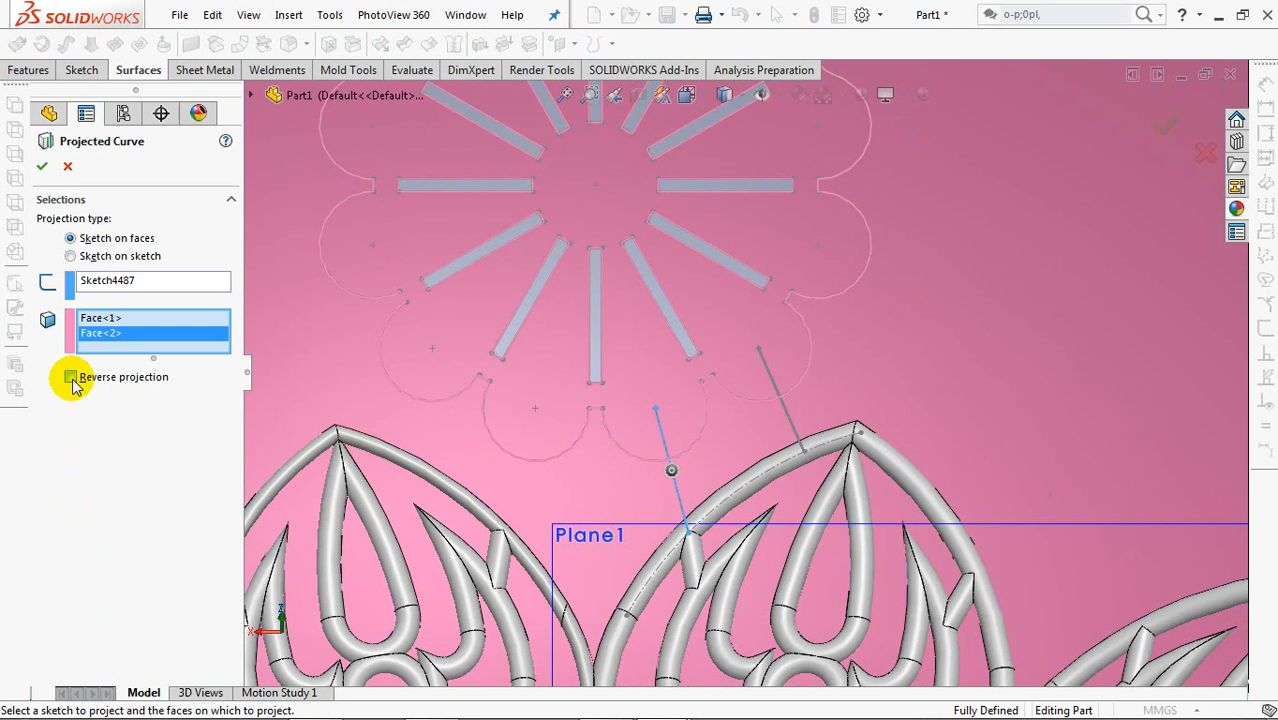 SOLIDWORKS File Edit View Insert Tools PhotoView 360 Window Help Part1 * o-p;0pl, ?
Features Sketch Surfaces Sheet Metal Weldments Mold Tools Evaluate DimXpert Render Tools SOLIDWORKS Add-Ins Analysis Preparation
Part1 (Default<<Default>...
Projected Curve
Selections
Projection type:
Sketch on faces
Sketch on sketch
Sketch4487
Face<1>
Face<2>
Reverse projection
Plane1
Z
X
Model 3D Views Motion Study 1
Select a sketch to project and the faces on which to project. Fully Defined Editing Part MMGS